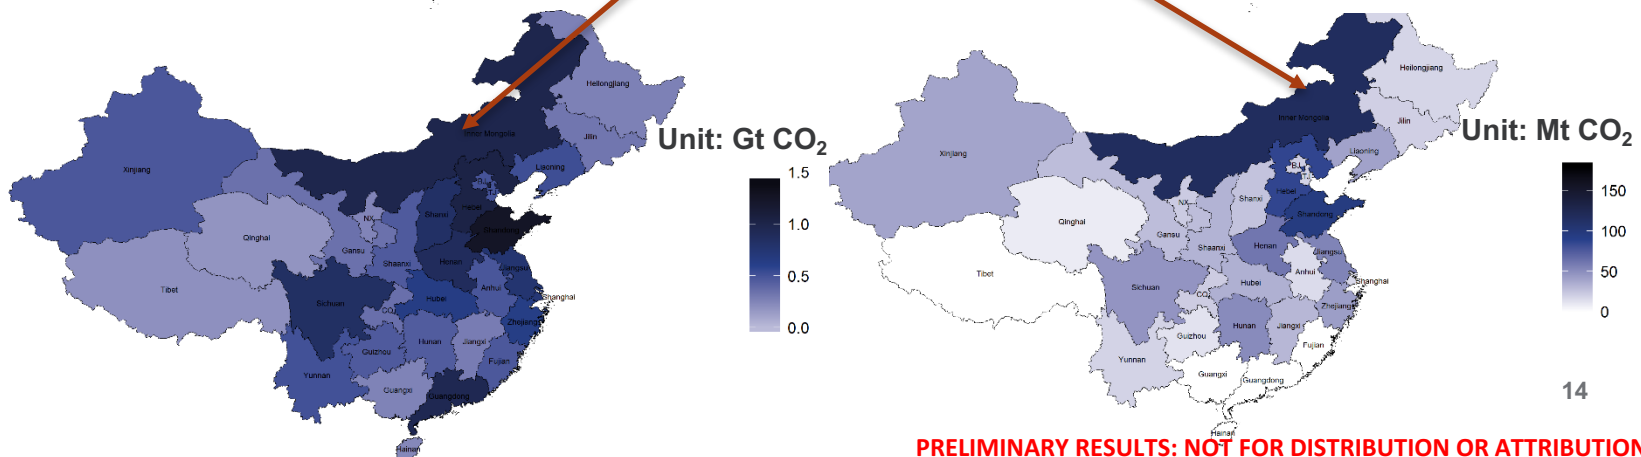 Heilongjiang
Inner Mongolia
Jilin
Unit: Gt CO₂
Xinjiang
Liaoning
BJ
TJ
1.5
NX
Shanxi
Hebei
1.0
Qinghai
Shandong
Gansu
Shaanxi
Henan
Jiangsu
0.5
Tibet
Anhui
Sichuan
Hubei
Shanghai
CQ
Zhejiang
0.0
Hunan
Jiangxi
Guizhou
Fujian
Yunnan
Guangxi
Guangdong
Hainan
Heilongjiang
Inner Mongolia
Jilin
Unit: Mt CO₂
Xinjiang
Liaoning
BJ
TJ
Hebei
150
NX
Shanxi
Qinghai
Shandong
100
Gansu
Shaanxi
Henan
Jiangsu
50
Tibet
Anhui
Sichuan
Hubei
Shanghai
CQ
Zhejiang
0
Hunan
Jiangxi
Guizhou
Fujian
Yunnan
Guangxi
Guangdong
14
Hainan
PRELIMINARY RESULTS: NOT FOR DISTRIBUTION OR ATTRIBUTION